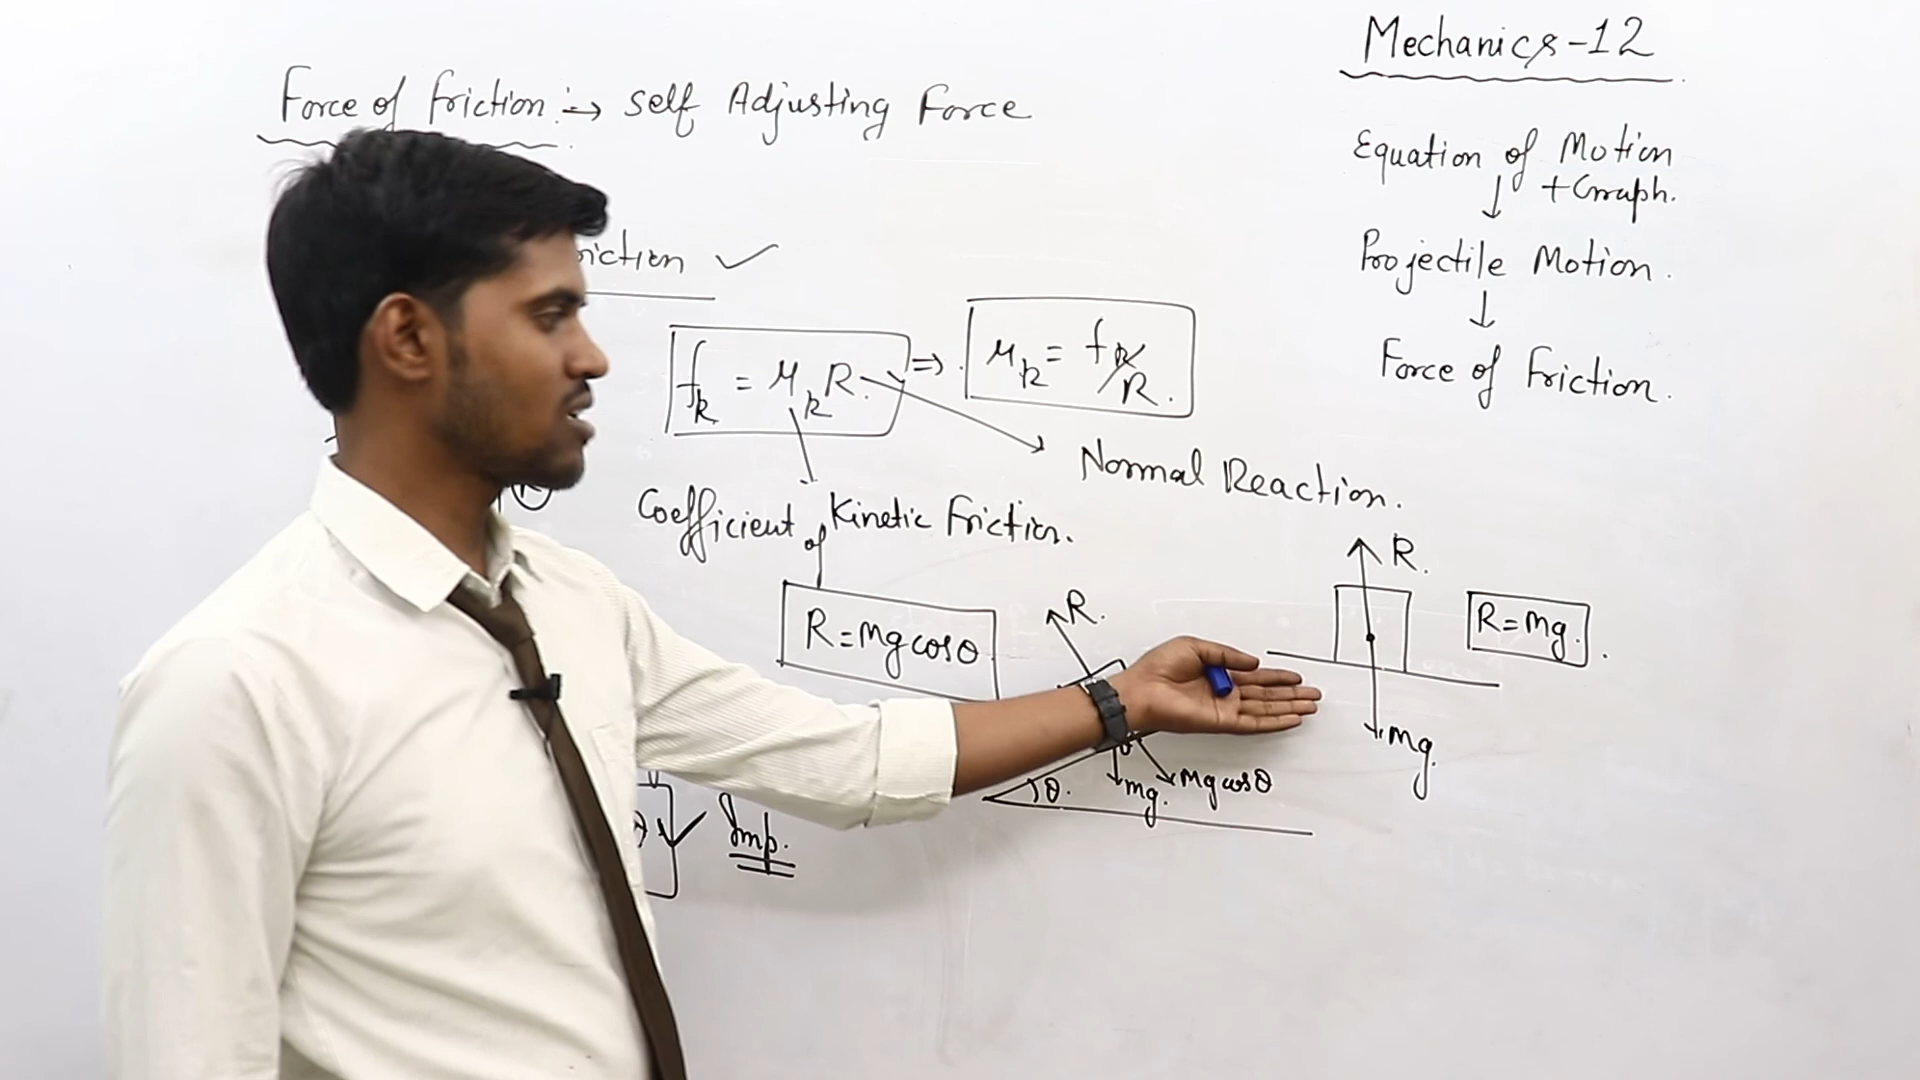 Mechanics-12
Force of friction :→ Self Adjusting Force
Equation of Motion
↓ + Graph.
Projectile Motion.
↓
Force of Friction.
riction ✓
fk = μk R. ⇒ μk = fk/R.
Normal Reaction.
Coefficient of Kinetic Friction.
R = mg cosθ
R.
R.
R = mg.
mg.
θ.
mg.
mg cosθ
Imp.